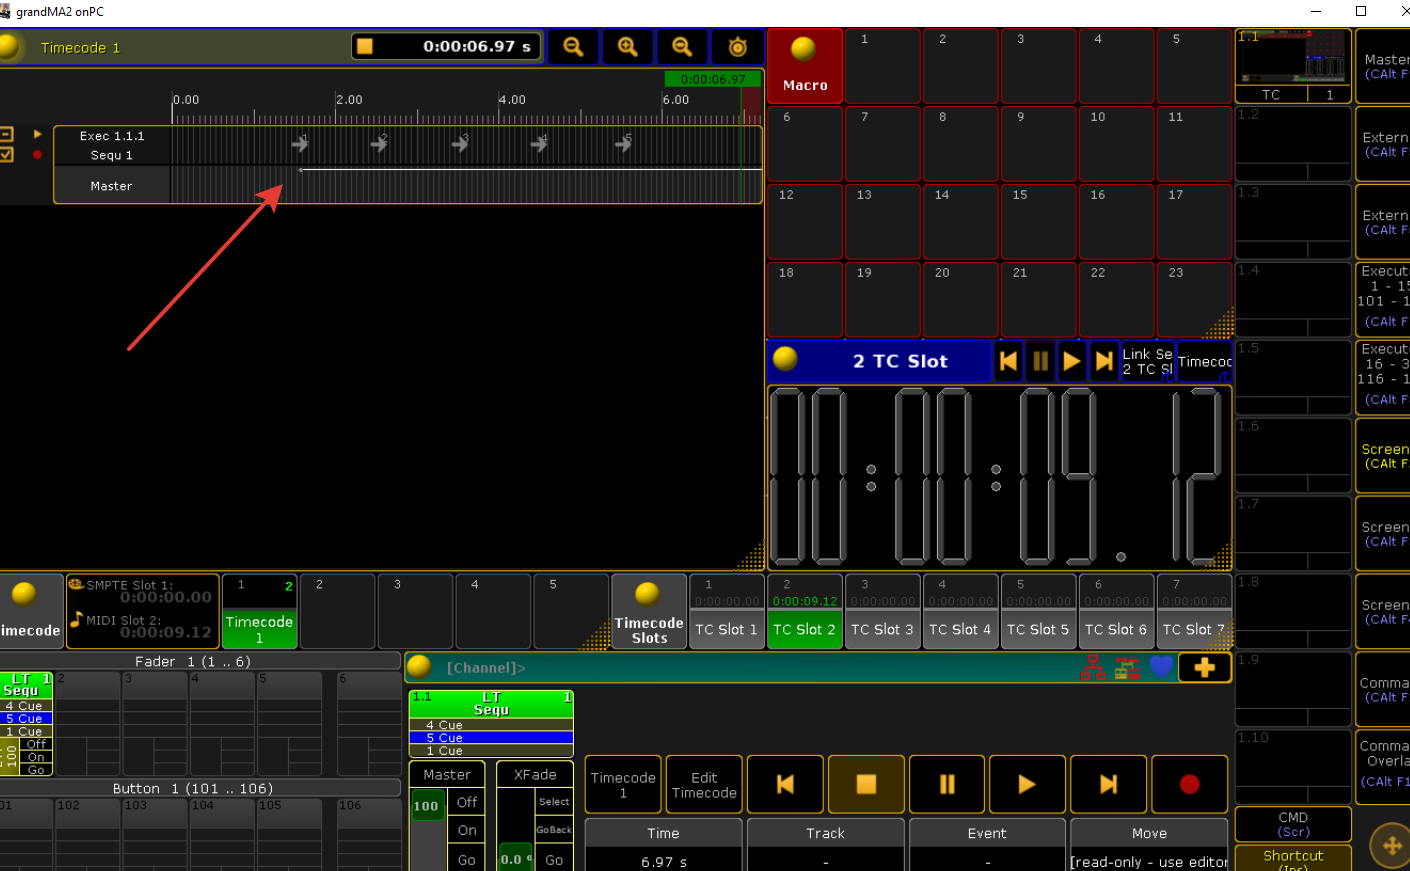 grandMA2 onPC
Timecode 1
0:00:06.97 s
0:00:06.97
0.00 2.00 4.00 6.00
Exec 1.1.1
Sequ 1
1 2 3 4 5
Master
Macro
1 2 3 4 5
6 7 8 9 10 11
12 13 14 15 16 17
18 19 20 21 22 23
2 TC Slot
Link Se
2 TC Sl
Timecod
00:00:09.12
SMPTE Slot 1:
0:00:00.00
MIDI Slot 2:
0:00:09.12
imecode
1 2
Timecode
1
2 3 4 5
Timecode
Slots
1 2 3 4 5 6 7
0:00:00.00 0:00:09.12 0:00:00.00 0:00:00.00 0:00:00.00 0:00:00.00 0:00:00.00
TC Slot 1 TC Slot 2 TC Slot 3 TC Slot 4 TC Slot 5 TC Slot 6 TC Slot 7
Fader 1 (1 .. 6)
LT 1
Sequ
4 Cue
5 Cue
1 Cue
100
Off
On
Go
2 3 4 5 6
Button 1 (101 .. 106)
01 102 103 104 105 106
[Channel]>
1.1 LT 1
Sequ
4 Cue
5 Cue
1 Cue
Master
100
Off
On
Go
XFade
Select
GoBack
0.0
Go
Timecode
1
Edit
Timecode
Time Track Event Move
6.97 s - - [read-only - use editor
1.1
TC 1
1.2
1.3
1.4
1.5
1.6
1.7
1.8
1.9
1.10
CMD
(Scr)
Shortcut
(Ins)
Master
(CAlt F
Extern
(CAlt F
Extern
(CAlt F
Execut
1 - 15
101 - 1
(CAlt F
Execut
16 - 3
116 - 1
(CAlt F
Screen
(CAlt F
Screen
(CAlt F
Screen
(CAlt F
Comma
(CAlt F
Comma
Overla
(CAlt F1